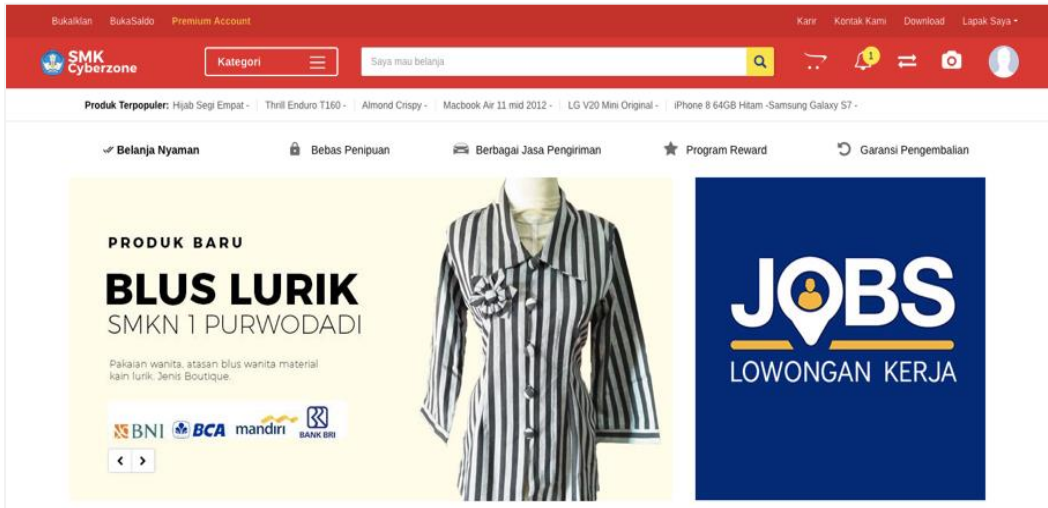 BukaIklan BukaSaldo Premium Account Karir Kontak Kami Download Lapak Saya
SMK Cyberzone
Kategori
Saya mau belanja
1
Produk Terpopuler: Hijab Segi Empat - Thrill Enduro T160 - Almond Crispy - Macbook Air 11 mid 2012 - LG V20 Mini Original - iPhone 8 64GB Hitam -Samsung Galaxy S7 -
Belanja Nyaman Bebas Penipuan Berbagai Jasa Pengiriman Program Reward Garansi Pengembalian
PRODUK BARU
BLUS LURIK
SMKN 1 PURWODADI
Pakaian wanita, atasan blus wanita material
kain lurik. Jenis Boutique.
BNI BCA mandiri BANK BRI
JOBS
LOWONGAN KERJA